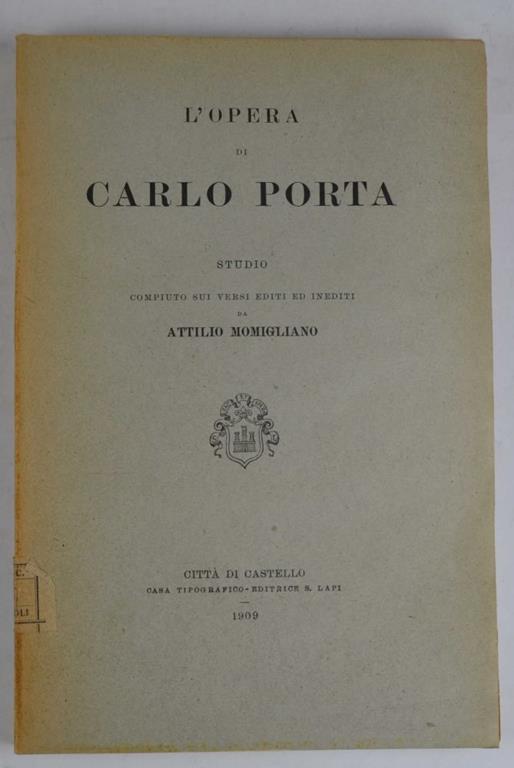 L'OPERA
DI
CARLO PORTA
STUDIO
COMPIUTO SUI VERSI EDITI ED INEDITI
DA
ATTILIO MOMIGLIANO
CITTÀ DI CASTELLO
CASA TIPOGRAFICO-EDITRICE S. LAPI
1909
C.
OLI